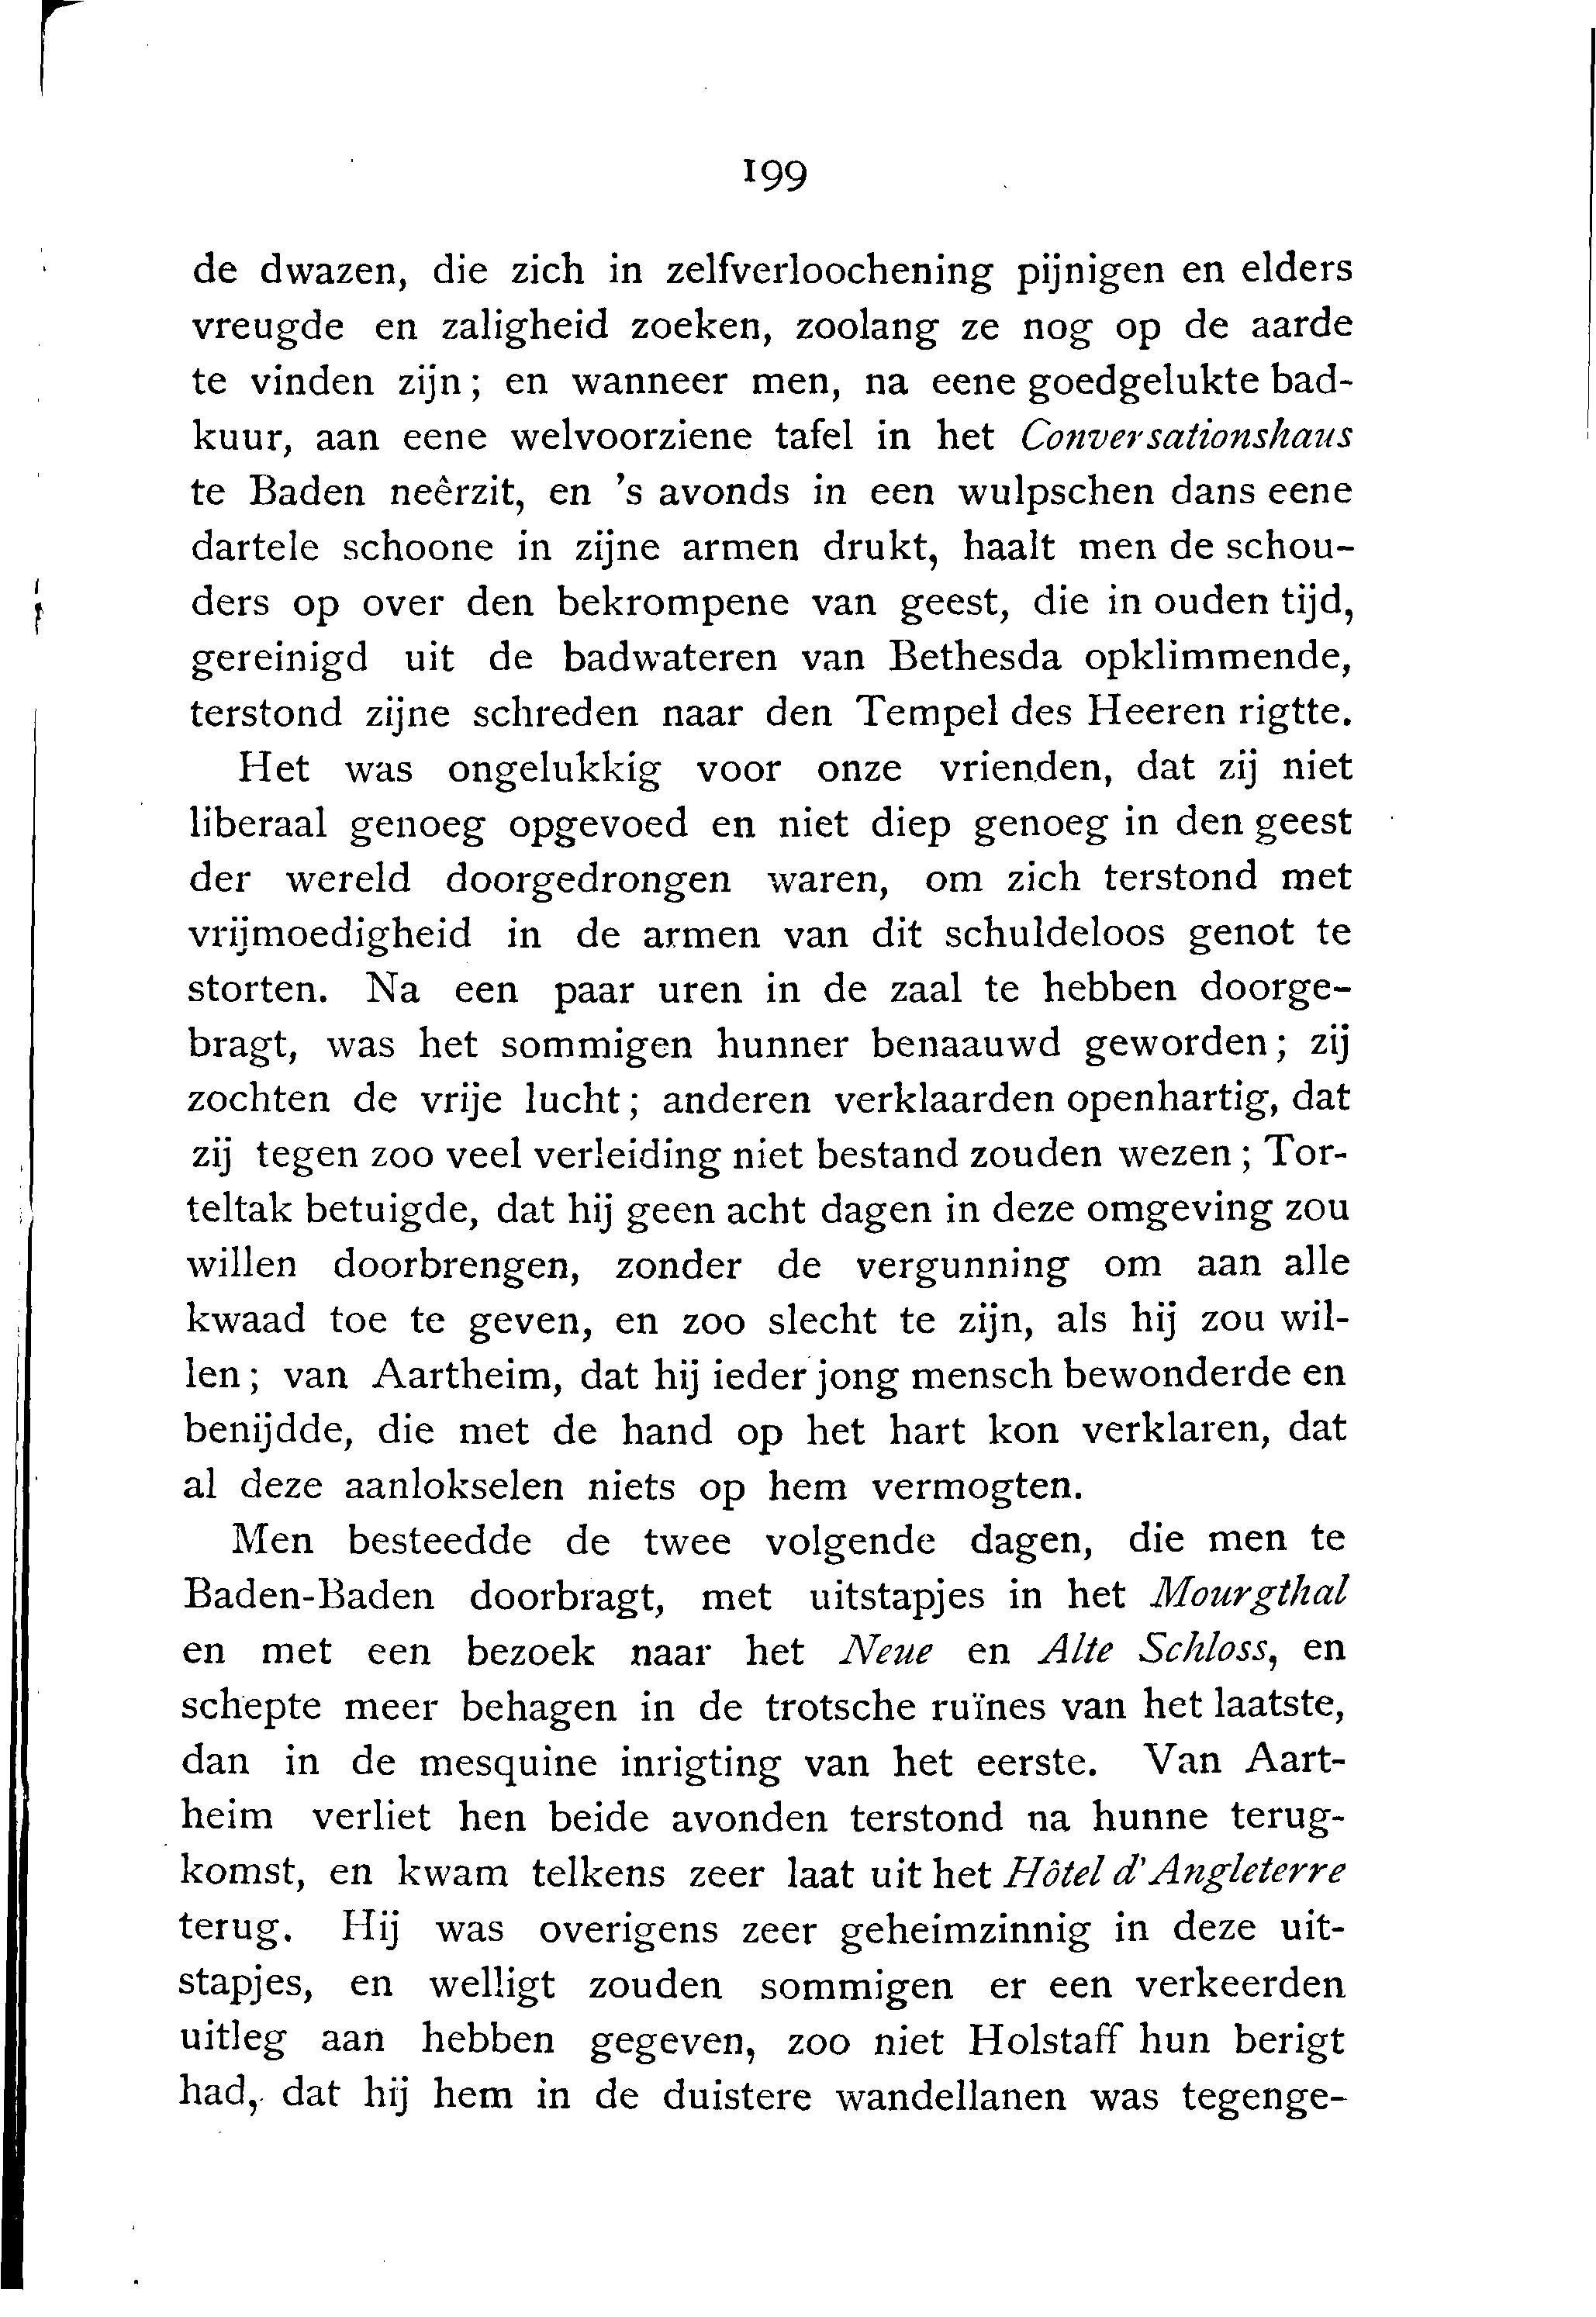 199
de dwazen, die zich in zelfverloochening pijnigen en elders
vreugde en zaligheid zoeken, zoolang ze nog op de aarde
te vinden zijn; en wanneer men, na eene goedgelukte bad-
kuur, aan eene welvoorziene tafel in het Conversationshaus
te Baden neêrzit, en 's avonds in een wulpschen dans eene
dartele schoone in zijne armen drukt, haalt men de schou-
ders op over den bekrompene van geest, die in ouden tijd,
gereinigd uit de badwateren van Bethesda opklimmende,
terstond zijne schreden naar den Tempel des Heeren rigtte.
Het was ongelukkig voor onze vrienden, dat zij niet
liberaal genoeg opgevoed en niet diep genoeg in den geest
der wereld doorgedrongen waren, om zich terstond met
vrijmoedigheid in de armen van dit schuldeloos genot te
storten. Na een paar uren in de zaal te hebben doorge-
bragt, was het sommigen hunner benaauwd geworden; zij
zochten de vrije lucht; anderen verklaarden openhartig, dat
zij tegen zoo veel verleiding niet bestand zouden wezen; Tor-
teltak betuigde, dat hij geen acht dagen in deze omgeving zou
willen doorbrengen, zonder de vergunning om aan alle
kwaad toe te geven, en zoo slecht te zijn, als hij zou wil-
len; van Aartheim, dat hij ieder jong mensch bewonderde en
benijdde, die met de hand op het hart kon verklaren, dat
al deze aanlokselen niets op hem vermogten.
Men besteedde de twee volgende dagen, die men te
Baden-Baden doorbragt, met uitstapjes in het Mourgthal
en met een bezoek naar het Neue en Alte Schloss, en
schepte meer behagen in de trotsche ruïnes van het laatste,
dan in de mesquine inrigting van het eerste. Van Aart-
heim verliet hen beide avonden terstond na hunne terug-
komst, en kwam telkens zeer laat uit het Hôtel d'Angleterre
terug. Hij was overigens zeer geheimzinnig in deze uit-
stapjes, en welligt zouden sommigen er een verkeerden
uitleg aan hebben gegeven, zoo niet Holstaff hun berigt
had, dat hij hem in de duistere wandellanen was tegenge-